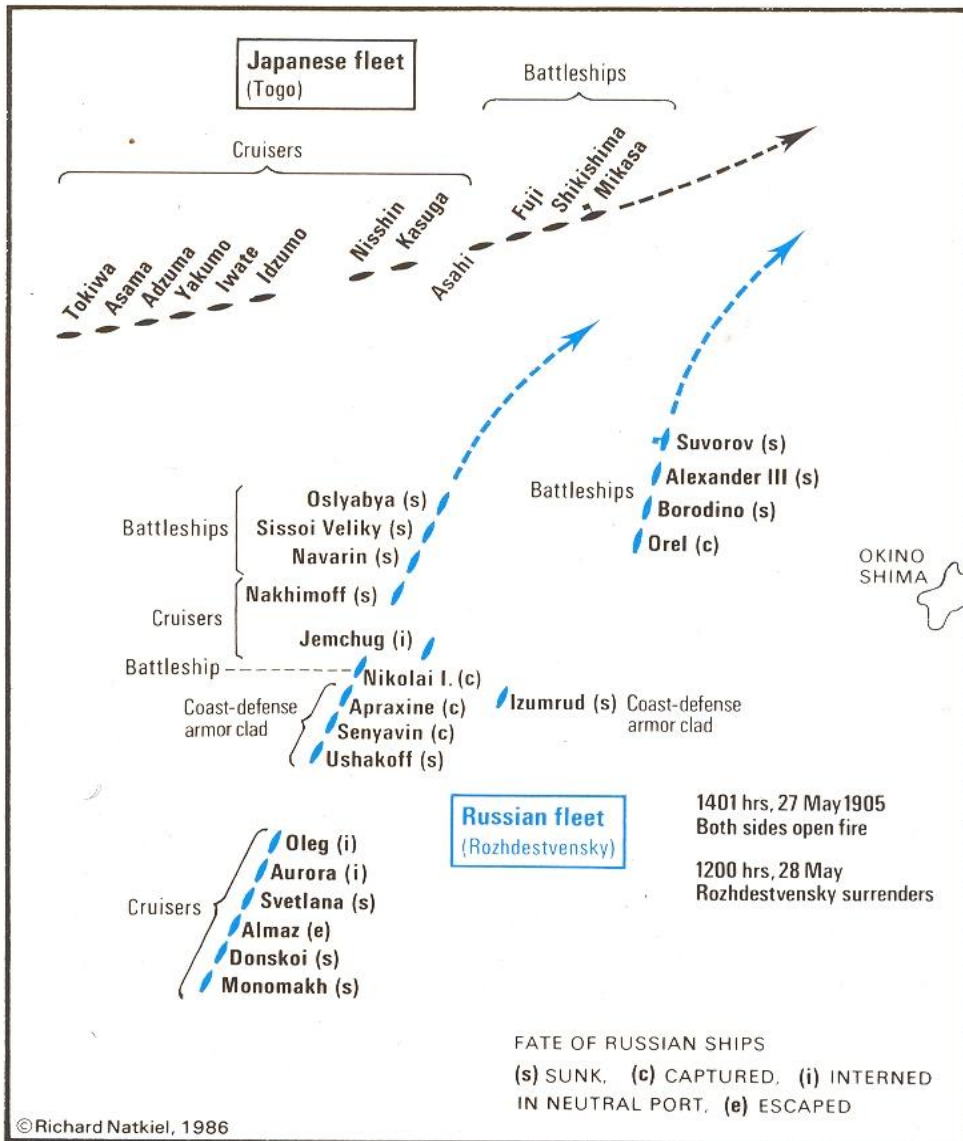 Japanese fleet
(Togo)
Battleships
Cruisers
Tokiwa
Asama
Adzuma
Yakumo
Iwate
Idzumo
Nisshin
Kasuga
Asahi
Fuji
Shikishima
Mikasa
Suvorov (s)
Alexander III (s)
Battleships
Borodino (s)
Orel (c)
OKINO
SHIMA
Battleships
Oslyabya (s)
Sissoi Veliky (s)
Navarin (s)
Cruisers
Nakhimoff (s)
Jemchug (i)
Battleship
Nikolai I. (c)
Coast-defense
armor clad
Apraxine (c)
Senyavin (c)
Ushakoff (s)
Izumrud (s)
Coast-defense
armor clad
Russian fleet
(Rozhdestvensky)
1401 hrs, 27 May 1905
Both sides open fire
1200 hrs, 28 May
Rozhdestvensky surrenders
Cruisers
Oleg (i)
Aurora (i)
Svetlana (s)
Almaz (e)
Donskoi (s)
Monomakh (s)
FATE OF RUSSIAN SHIPS
(s) SUNK, (c) CAPTURED, (i) INTERNED
IN NEUTRAL PORT, (e) ESCAPED
©Richard Natkiel, 1986